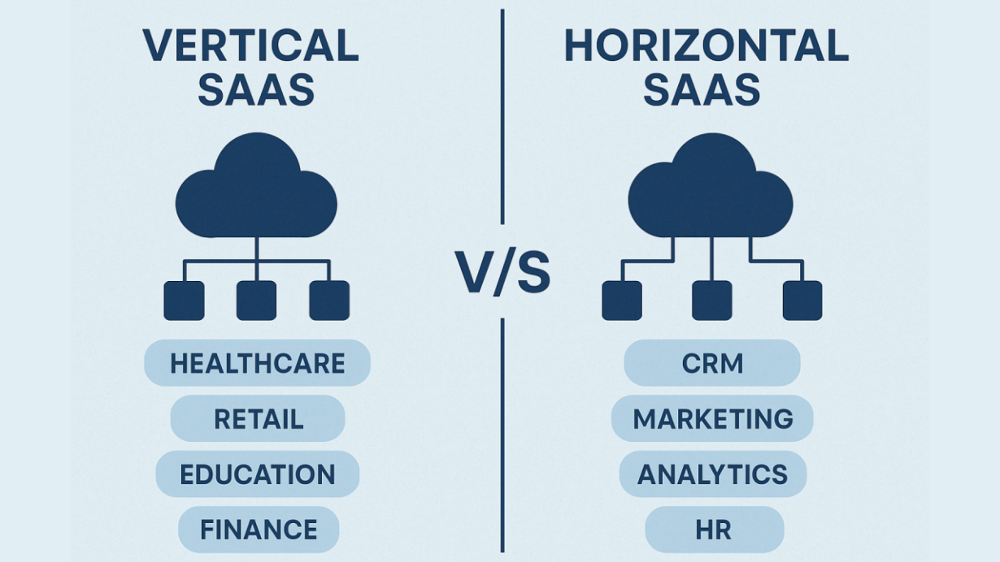 VERTICAL
SAAS
HEALTHCARE
RETAIL
EDUCATION
FINANCE
V/S
HORIZONTAL
SAAS
CRM
MARKETING
ANALYTICS
HR